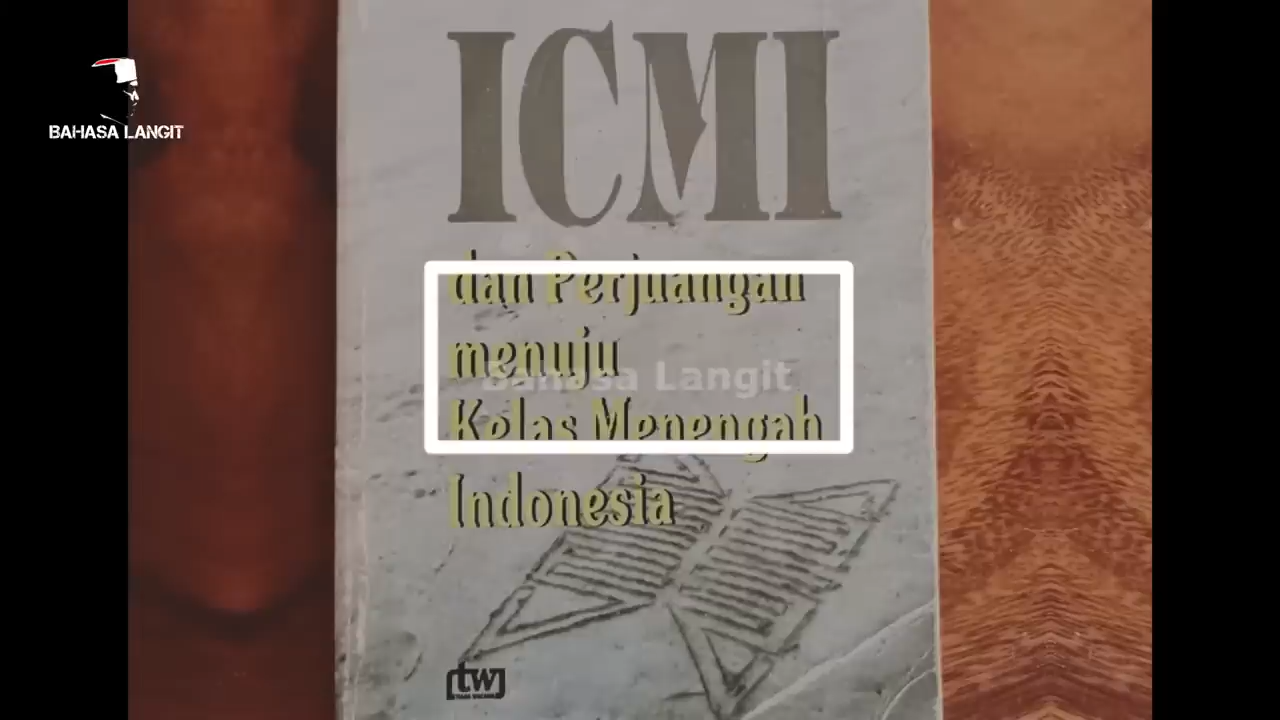 BAHASA LANGIT
ICMI
dan Perjuangan
menuju
Bahasa Langit
Kelas Menengah
Indonesia
tw